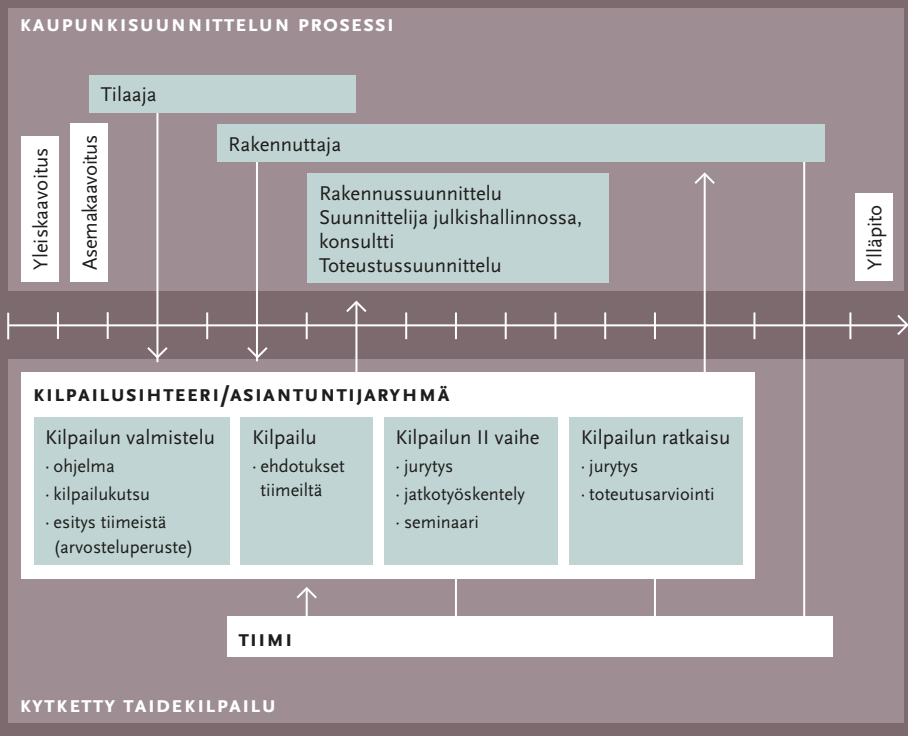 KAUPUNKISUUNNITTELUN PROSESSI
Tilaaja
Rakennuttaja
Yleiskaavoitus
Asemakaavoitus
Rakennussuunnittelu
Suunnittelija julkishallinnossa,
konsultti
Toteustussuunnittelu
Ylläpito
KILPAILUSIHTEERI/ASIANTUNTIJARYHMÄ
Kilpailun valmistelu
· ohjelma
· kilpailukutsu
· esitys tiimeistä
(arvosteluperuste)
Kilpailu
· ehdotukset
tiimeiltä
Kilpailun II vaihe
· jurytys
· jatkotyöskentely
· seminaari
Kilpailun ratkaisu
· jurytys
· toteutusarviointi
TIIMI
KYTKETTY TAIDEKILPAILU